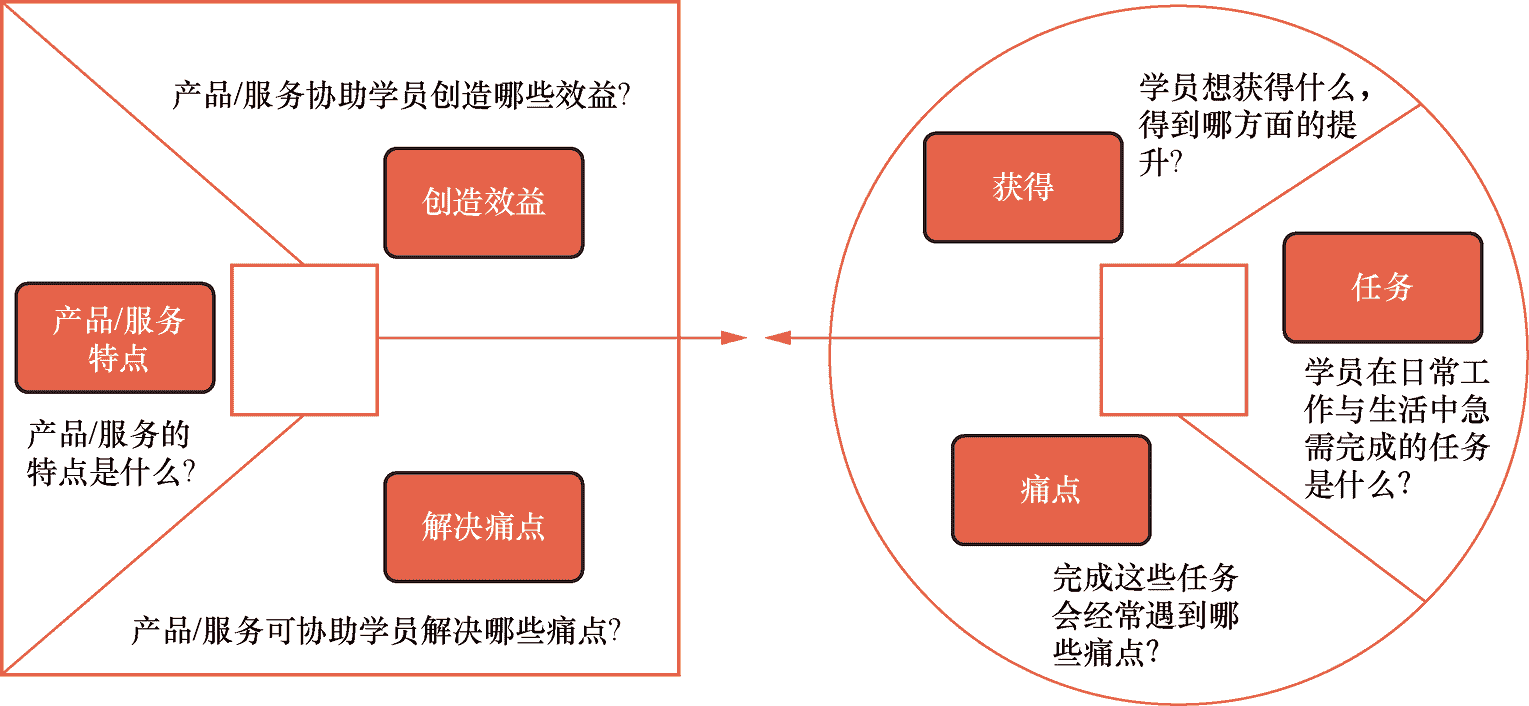 产品/服务协助学员创造哪些效益?
创造效益
产品/服务
特点
产品/服务的
特点是什么?
解决痛点
产品/服务可协助学员解决哪些痛点?
学员想获得什么，
得到哪方面的提
升?
获得
任务
学员在日常工
作与生活中急
需完成的任务
是什么?
痛点
完成这些任务
会经常遇到哪
些痛点?